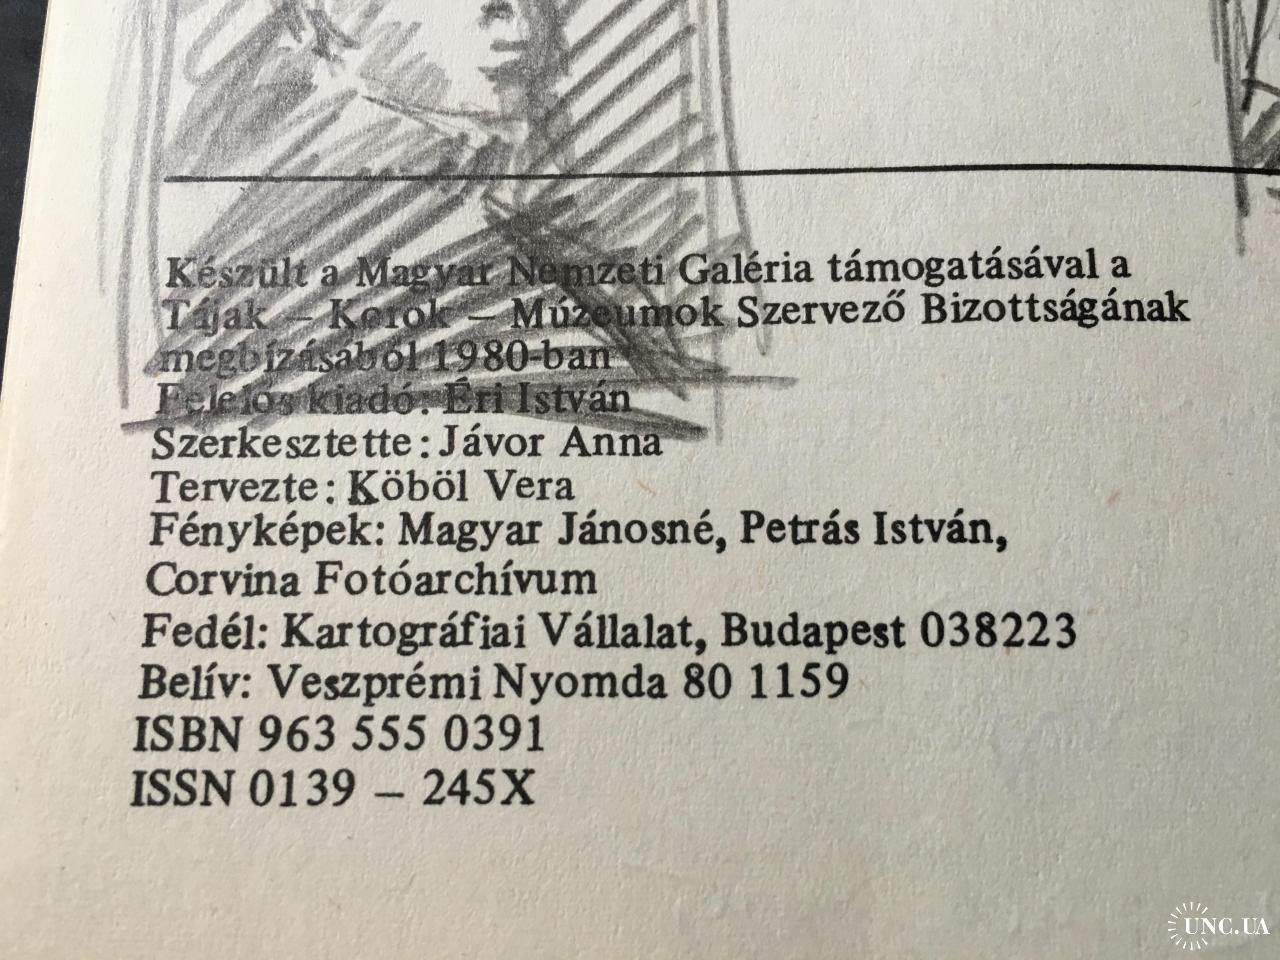 Készült a Magyar Nemzeti Galéria támogatásával a
Tájak – Korok – Múzeumok Szervező Bizottságának
megbízásából 1980-ban
Felelős kiadó: Éri István
Szerkesztette: Jávor Anna
Tervezte: Köböl Vera
Fényképek: Magyar Jánosné, Petrás István,
Corvina Fotóarchívum
Fedél: Kartográfiai Vállalat, Budapest 038223
Belív: Veszprémi Nyomda 80 1159
ISBN 963 555 0391
ISSN 0139 – 245X
UNC.UA